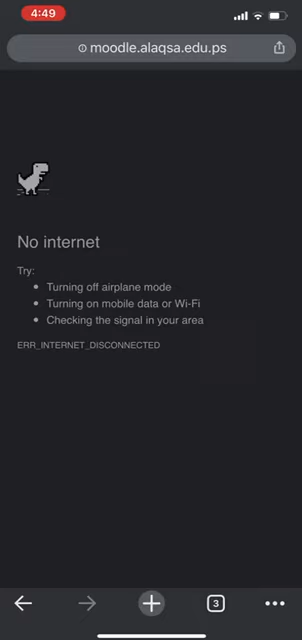 4:49
moodle.alaqsa.edu.ps
No internet
Try:
• Turning off airplane mode
• Turning on mobile data or Wi-Fi
• Checking the signal in your area
ERR_INTERNET_DISCONNECTED
3